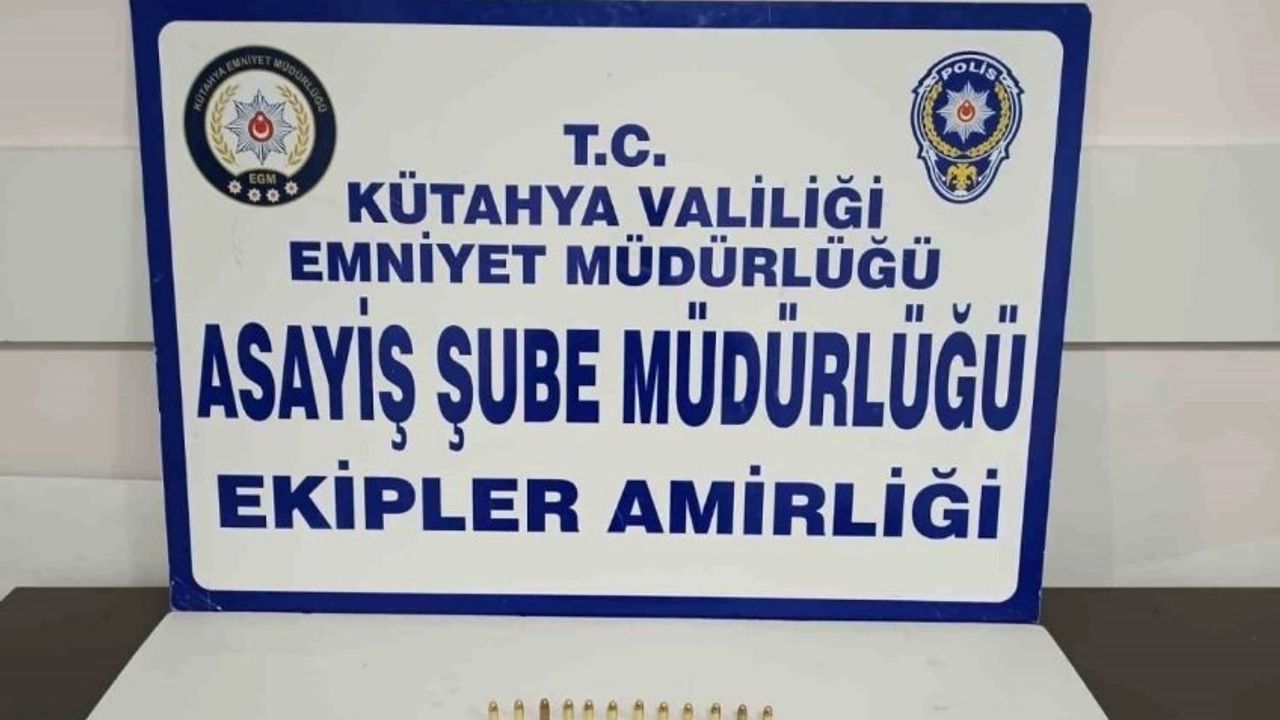 KÜTAHYA EMNİYET MÜDÜRLÜĞÜ
EGM
POLİS
T.C.
KÜTAHYA VALİLİĞİ
EMNİYET MÜDÜRLÜĞÜ
ASAYİŞ ŞUBE MÜDÜRLÜĞÜ
EKİPLER AMİRLİĞİ